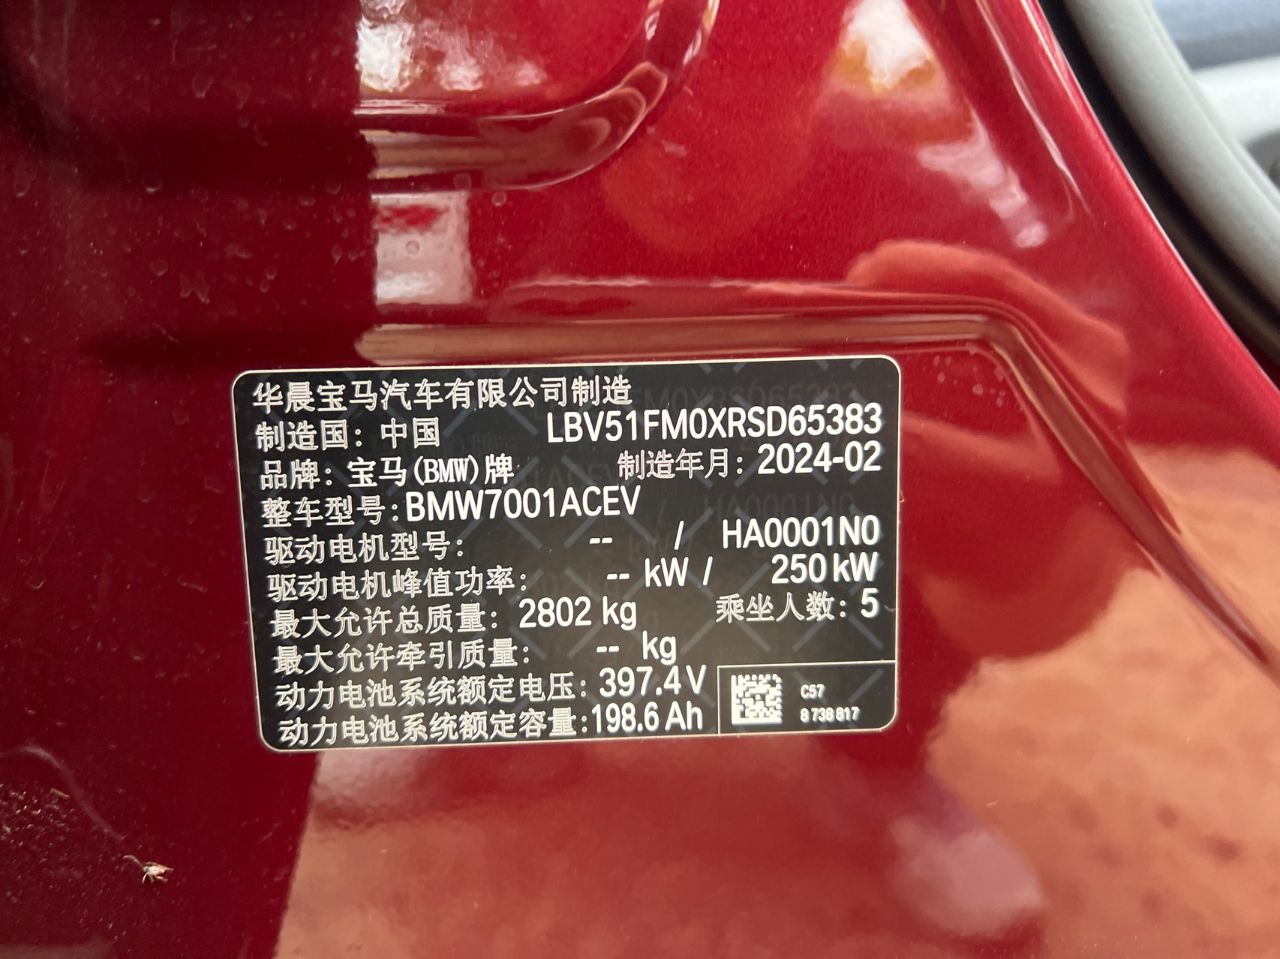 华晨宝马汽车有限公司制造
制造国：中国 LBV51FM0XRSD65383
品牌：宝马(BMW)牌 制造年月：2024-02
整车型号：BMW7001ACEV
驱动电机型号： -- / HA0001N0
驱动电机峰值功率： -- kW / 250 kW
最大允许总质量：2802 kg 乘坐人数：5
最大允许牵引质量： -- kg
动力电池系统额定电压：397.4 V
动力电池系统额定容量：198.6 Ah
C57
8 738 817